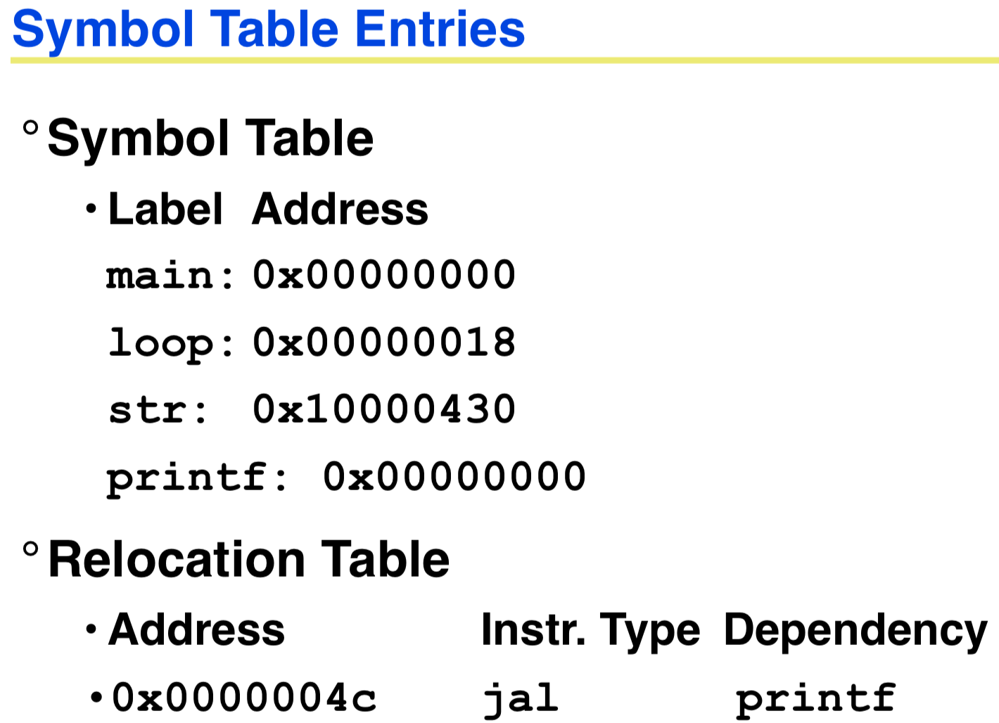 Symbol Table Entries
° Symbol Table
• Label Address
main: 0x00000000
loop: 0x00000018
str: 0x10000430
printf: 0x00000000
° Relocation Table
• Address Instr. Type Dependency
• 0x0000004c jal printf